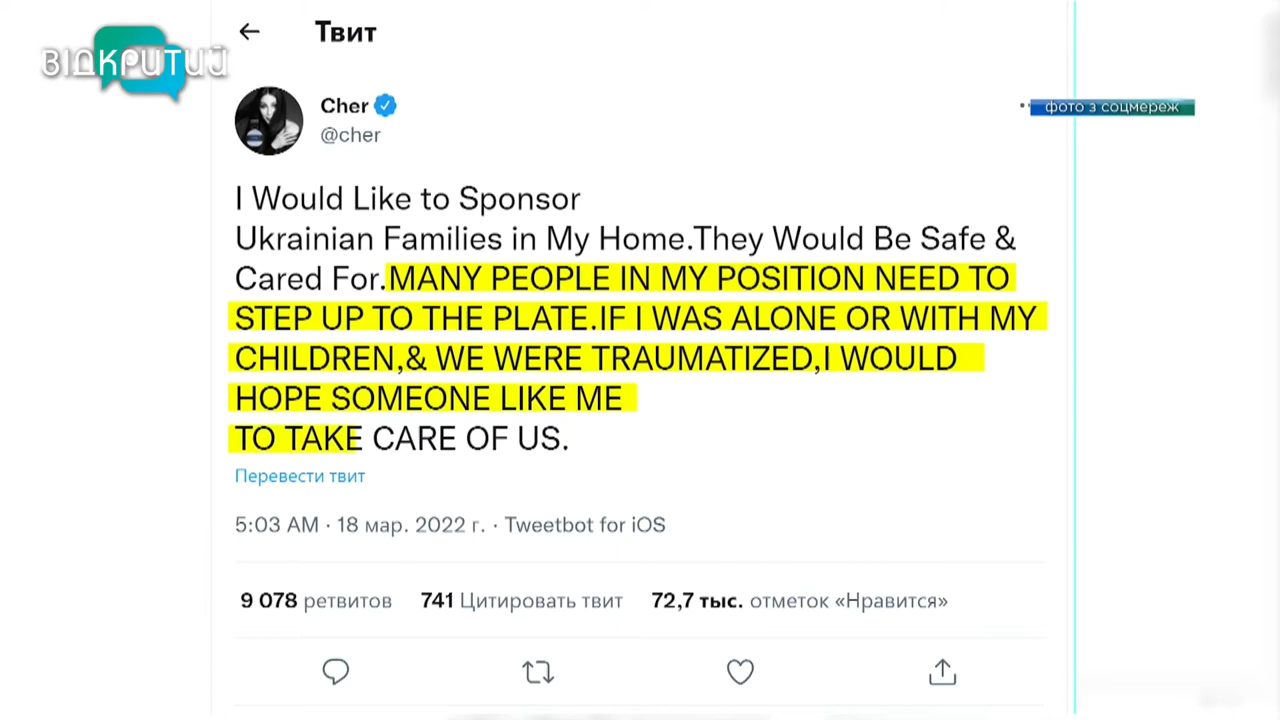 Твит
ВІДКРИТИЙ
Cher
фото з соцмереж
@cher
I Would Like to Sponsor
Ukrainian Families in My Home.They Would Be Safe &
Cared For.MANY PEOPLE IN MY POSITION NEED TO
STEP UP TO THE PLATE.IF I WAS ALONE OR WITH MY
CHILDREN,& WE WERE TRAUMATIZED,I WOULD
HOPE SOMEONE LIKE ME
TO TAKE CARE OF US.
Перевести твит
5:03 AM · 18 мар. 2022 г. · Tweetbot for iOS
9 078 ретвитов 741 Цитировать твит 72,7 тыс. отметок «Нравится»